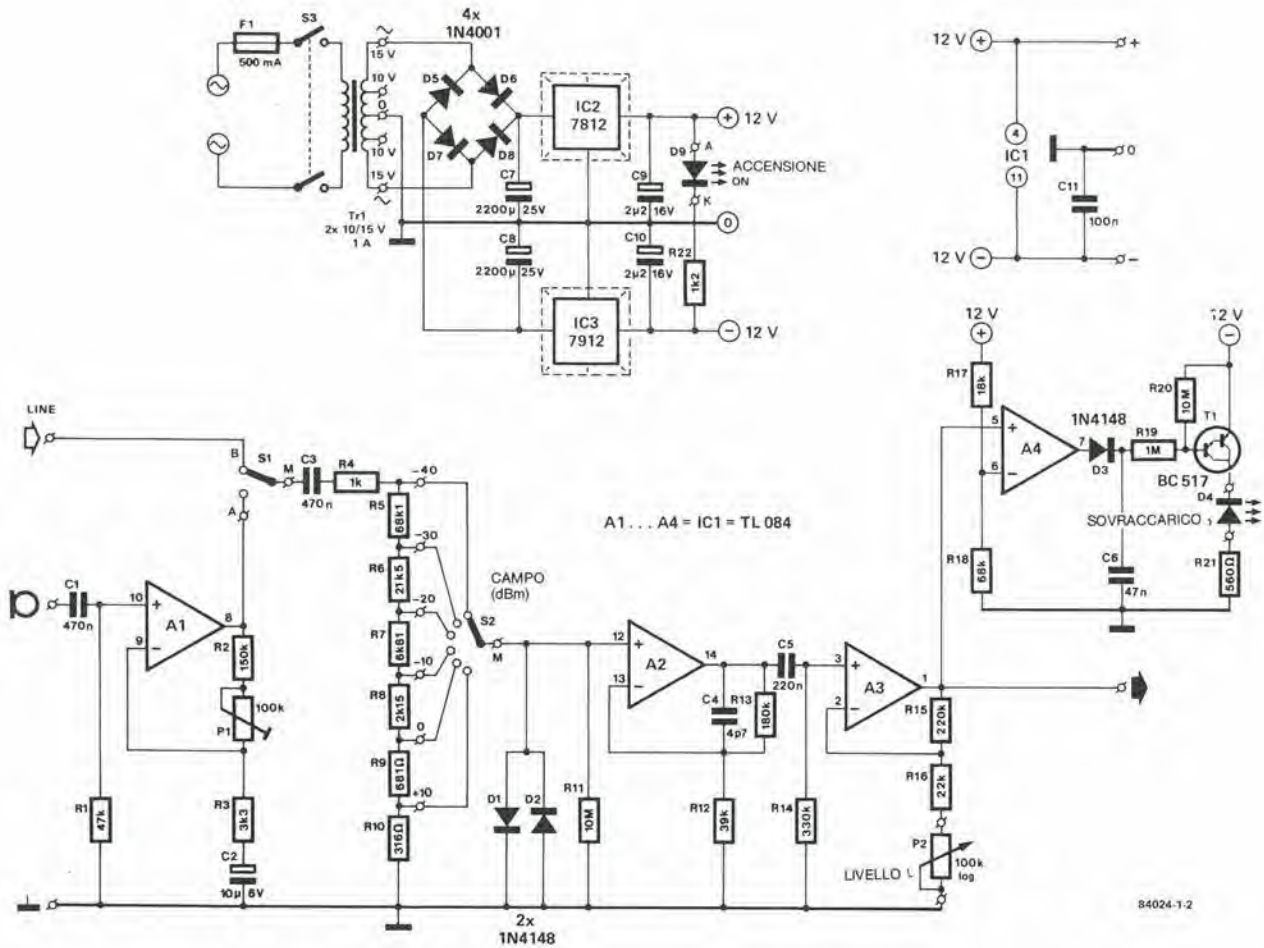 F1
500 mA
S3
15 V
10 V
0
10 V
15 V
Tr1
2x 10/15 V
1 A
4x
1N4001
D5
D6
D7
D8
C7
2200µ 25V
C8
2200µ 25V
IC2
7812
IC3
7912
C9
2µ2 16V
C10
2µ2 16V
+ 12 V
D9
A
ACCENSIONE
ON
K
0
R22
1k2
- 12 V
12 V +
+
4
IC1
11
0
C11
100n
12 V -
-
LINE
B
S1
M
A
C3
470n
R4
1k
-40
R5
68k1
-30
R6
21k5
-20
R7
6k81
-10
R8
2k15
0
R9
681Ω
+10
R10
316Ω
CAMPO
(dBm)
S2
M
C1
470n
10
+
A1
8
9
-
R2
150k
100k
P1
R1
47k
R3
3k3
C2
10µ 6V
D1
D2
2x
1N4148
R11
10M
A1 . . . A4 = IC1 = TL 084
12
+
A2
14
13
-
C4
4p7
R13
180k
R12
39k
C5
220n
R14
330k
3
+
A3
1
2
-
R15
220k
R16
22k
P2
100k
log
LIVELLO
12 V
+
R17
18k
R18
68k
5
+
A4
7
6
-
1N4148
D3
R19
1M
C6
47n
12 V
-
R20
10M
T1
BC 517
D4
SOVRACCARICO
R21
560Ω
84024-1-2